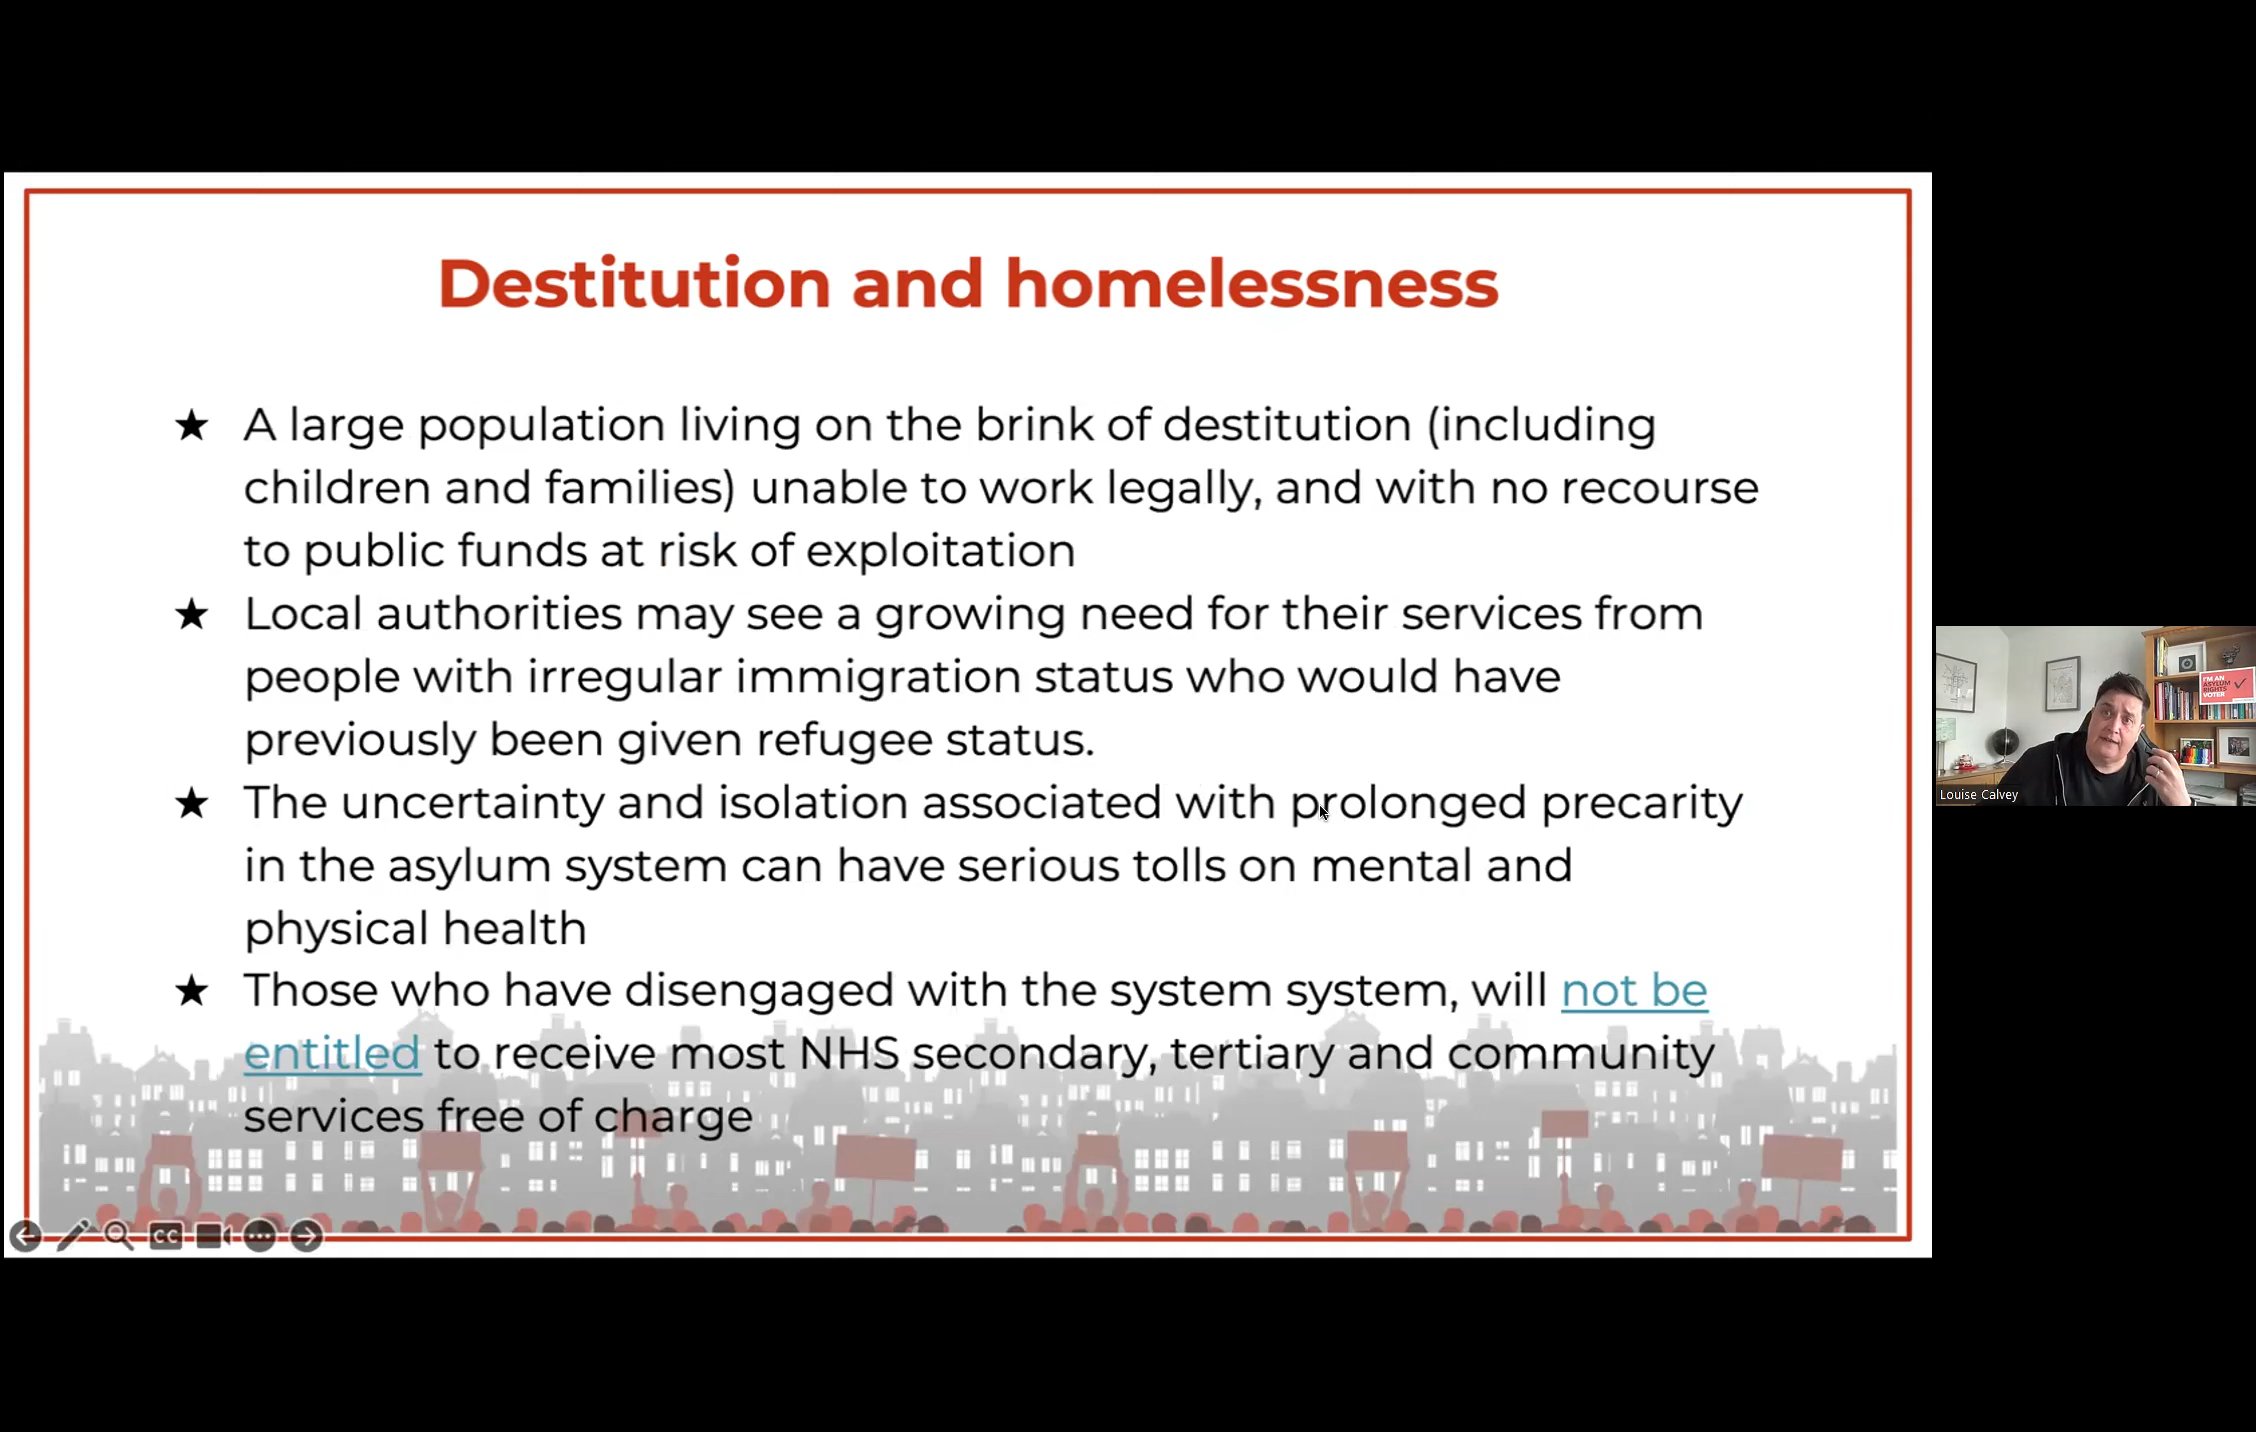 Destitution and homelessness
★ A large population living on the brink of destitution (including
children and families) unable to work legally, and with no recourse
to public funds at risk of exploitation
★ Local authorities may see a growing need for their services from
people with irregular immigration status who would have
previously been given refugee status.
★ The uncertainty and isolation associated with prolonged precarity
in the asylum system can have serious tolls on mental and
physical health
★ Those who have disengaged with the system system, will not be
entitled to receive most NHS secondary, tertiary and community
services free of charge
CC
I'M AN
ASYLUM
RIGHTS
VOTER
Louise Calvey